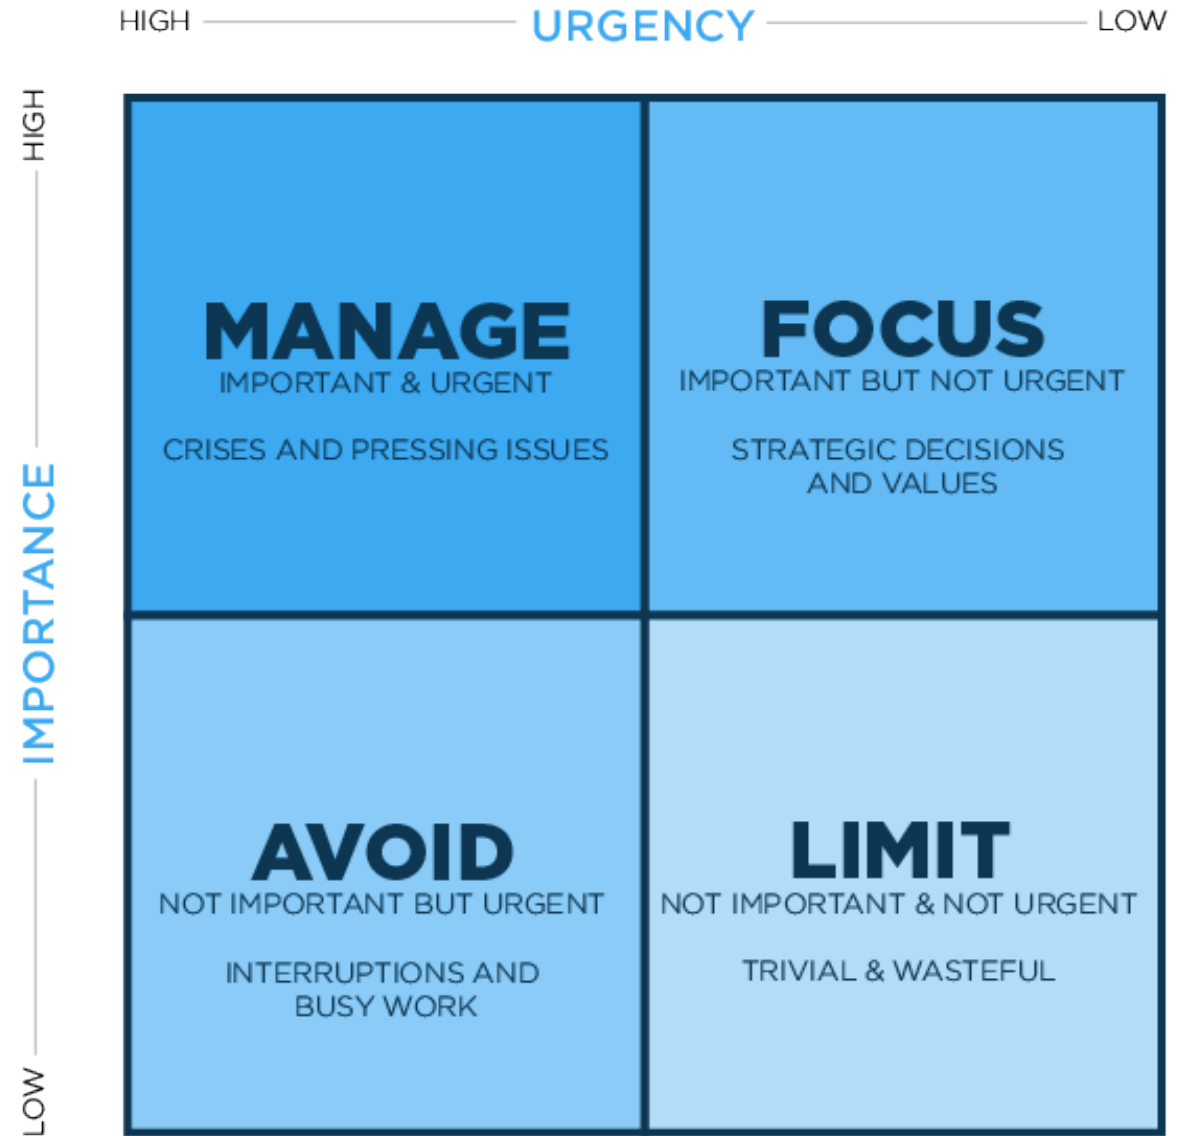 HIGH
URGENCY
LOW
HIGH
IMPORTANCE
LOW
MANAGE
IMPORTANT & URGENT
CRISES AND PRESSING ISSUES
FOCUS
IMPORTANT BUT NOT URGENT
STRATEGIC DECISIONS
AND VALUES
AVOID
NOT IMPORTANT BUT URGENT
INTERRUPTIONS AND
BUSY WORK
LIMIT
NOT IMPORTANT & NOT URGENT
TRIVIAL & WASTEFUL